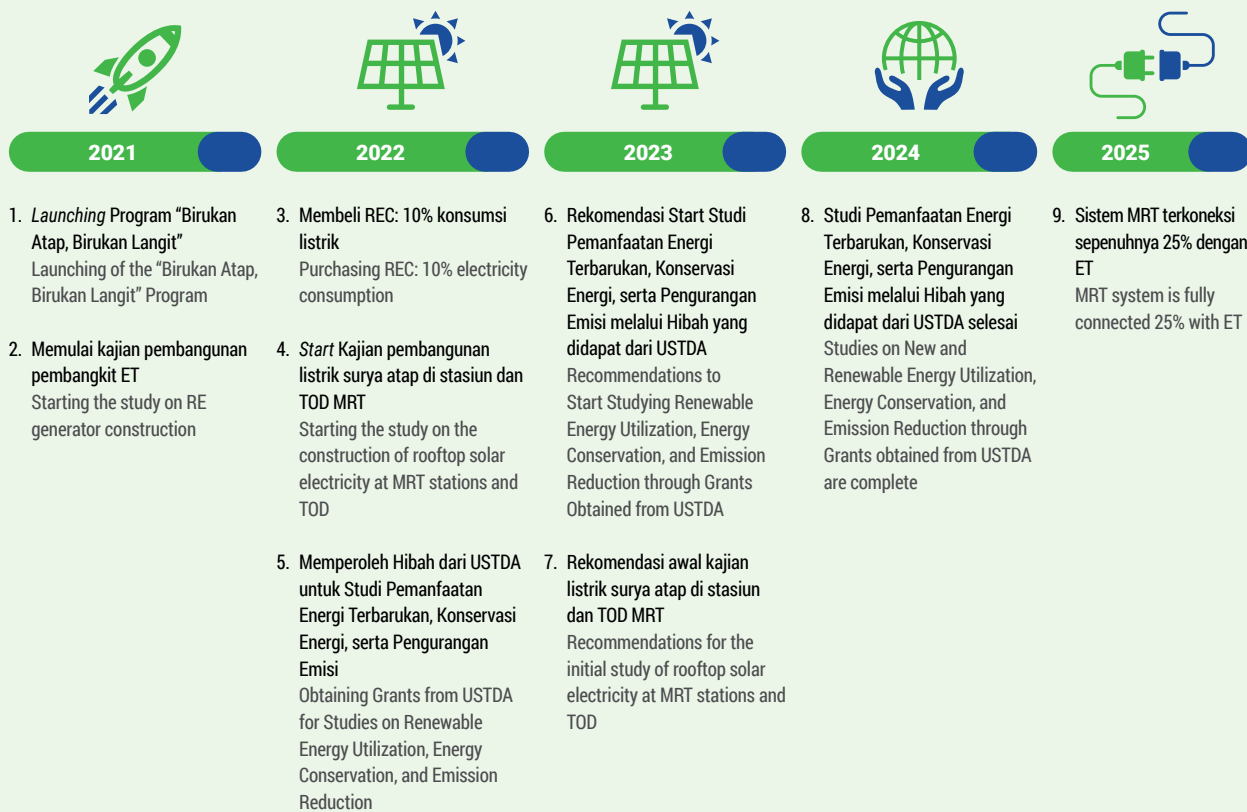 2021
1. Launching Program “Birukan
Atap, Birukan Langit”
Launching of the “Birukan Atap,
Birukan Langit” Program
2. Memulai kajian pembangunan
pembangkit ET
Starting the study on RE
generator construction
2022
3. Membeli REC: 10% konsumsi
listrik
Purchasing REC: 10% electricity
consumption
4. Start Kajian pembangunan
listrik surya atap di stasiun dan
TOD MRT
Starting the study on the
construction of rooftop solar
electricity at MRT stations and
TOD
5. Memperoleh Hibah dari USTDA
untuk Studi Pemanfaatan
Energi Terbarukan, Konservasi
Energi, serta Pengurangan
Emisi
Obtaining Grants from USTDA
for Studies on Renewable
Energy Utilization, Energy
Conservation, and Emission
Reduction
2023
6. Rekomendasi Start Studi
Pemanfaatan Energi
Terbarukan, Konservasi
Energi, serta Pengurangan
Emisi melalui Hibah yang
didapat dari USTDA
Recommendations to
Start Studying Renewable
Energy Utilization, Energy
Conservation, and Emission
Reduction through Grants
Obtained from USTDA
7. Rekomendasi awal kajian
listrik surya atap di stasiun
dan TOD MRT
Recommendations for the
initial study of rooftop solar
electricity at MRT stations and
TOD
2024
8. Studi Pemanfaatan Energi
Terbarukan, Konservasi
Energi, serta Pengurangan
Emisi melalui Hibah yang
didapat dari USTDA selesai
Studies on New and
Renewable Energy Utilization,
Energy Conservation, and
Emission Reduction through
Grants obtained from USTDA
are complete
2025
9. Sistem MRT terkoneksi
sepenuhnya 25% dengan
ET
MRT system is fully
connected 25% with ET